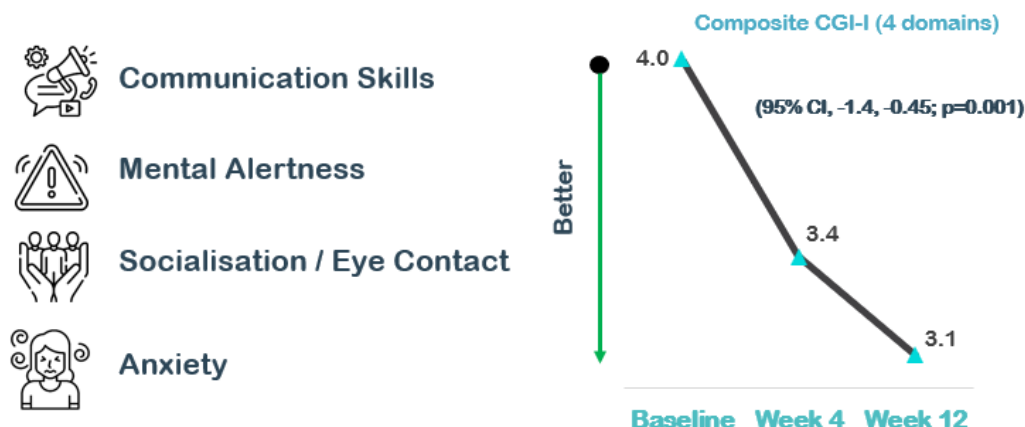 Communication Skills
Mental Alertness
Socialisation / Eye Contact
Anxiety
Composite CGI-I (4 domains)
4.0
(95% CI, -1.4, -0.45; p=0.001)
Better
3.4
3.1
Baseline Week 4 Week 12